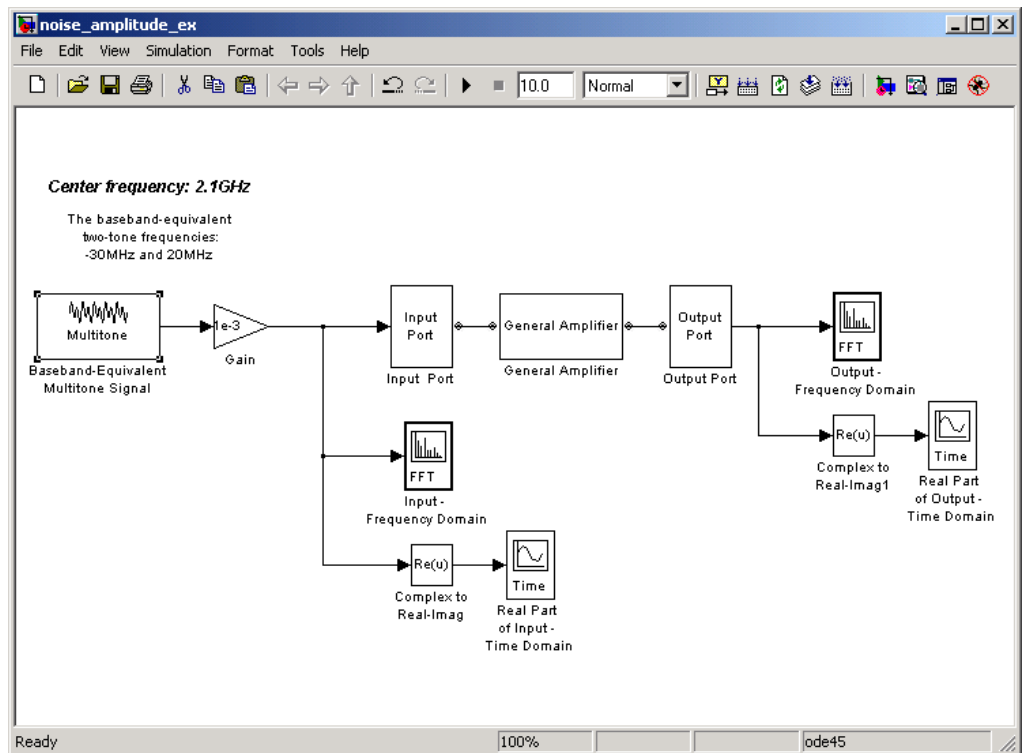 noise_amplitude_ex
File Edit View Simulation Format Tools Help
10.0 Normal
Center frequency: 2.1GHz
The baseband-equivalent
two-tone frequencies:
-30MHz and 20MHz
Multitone
Baseband-Equivalent
Multitone Signal
1e-3
Gain
Input
Port
Input Port
General Amplifier
General Amplifier
Output
Port
Output Port
FFT
Output -
Frequency Domain
Re(u)
Complex to
Real-Imag1
Time
Real Part
of Output -
Time Domain
FFT
Input -
Frequency Domain
Re(u)
Complex to
Real-Imag
Time
Real Part
of Input -
Time Domain
Ready 100% ode45